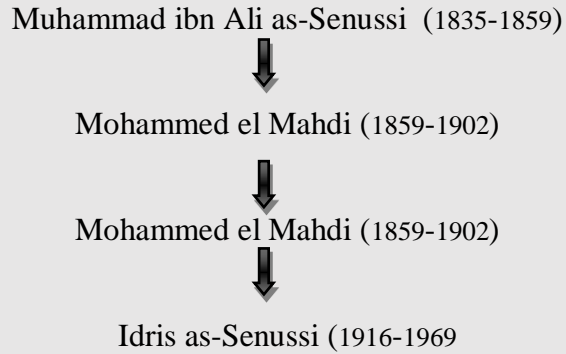 Muhammad ibn Ali as-Senussi (1835-1859)
Mohammed el Mahdi (1859-1902)
Mohammed el Mahdi (1859-1902)
Idris as-Senussi (1916-1969